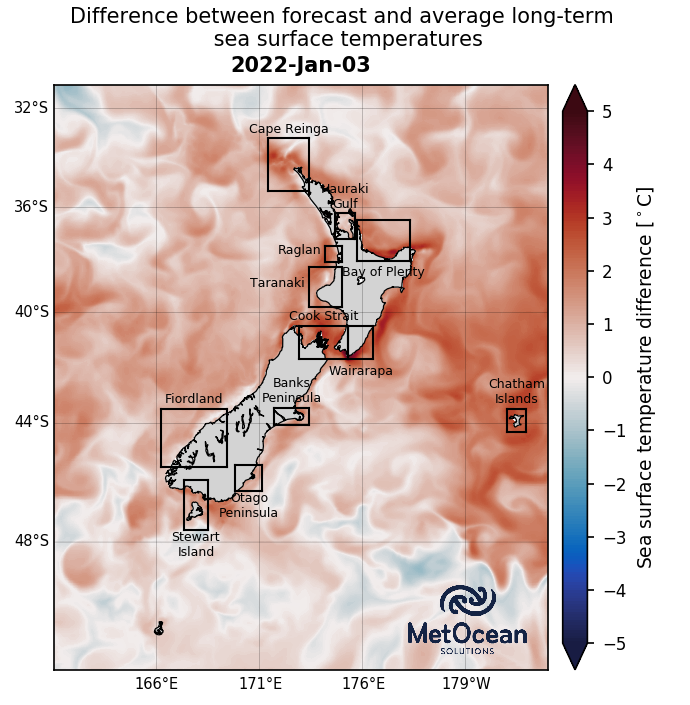 Difference between forecast and average long-term
sea surface temperatures
2022-Jan-03
32°S
36°S
40°S
44°S
48°S
Cape Reinga
Hauraki
Gulf
Raglan
Bay of Plenty
Taranaki
Cook Strait
Wairarapa
Banks
Peninsula
Fiordland
Chatham
Islands
Otago
Peninsula
Stewart
Island
MetOcean
SOLUTIONS
166°E
171°E
176°E
179°W
5
4
3
2
1
0
−1
−2
−3
−4
−5
Sea surface temperature difference [°C]